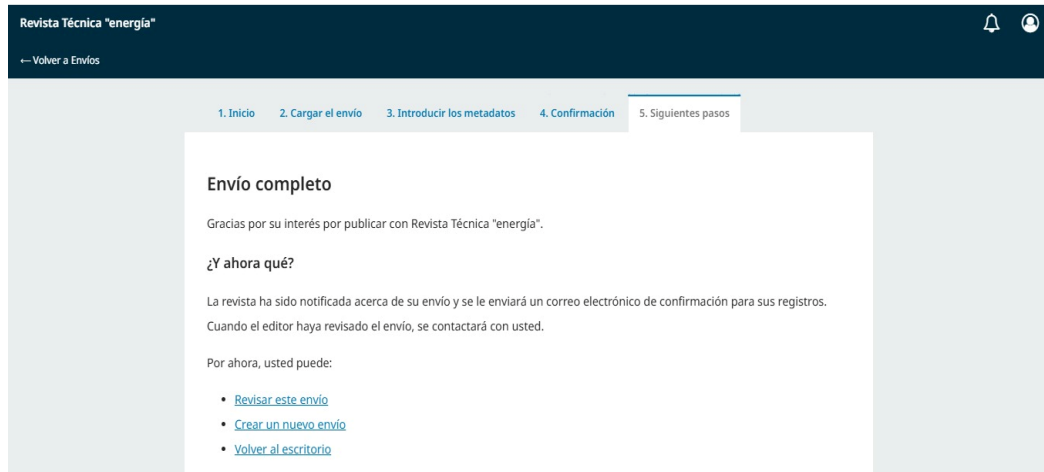 Revista Técnica "energía"
← Volver a Envíos
1. Inicio 2. Cargar el envío 3. Introducir los metadatos 4. Confirmación 5. Siguientes pasos
Envío completo
Gracias por su interés por publicar con Revista Técnica "energía".
¿Y ahora qué?
La revista ha sido notificada acerca de su envío y se le enviará un correo electrónico de confirmación para sus registros.
Cuando el editor haya revisado el envío, se contactará con usted.
Por ahora, usted puede:
• Revisar este envío
• Crear un nuevo envío
• Volver al escritorio